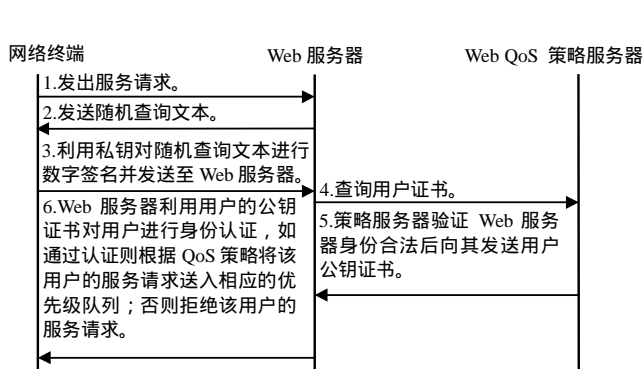 网络终端
Web 服务器
Web QoS 策略服务器
1.发出服务请求。
2.发送随机查询文本。
3.利用私钥对随机查询文本进行
数字签名并发送至 Web 服务器。
4.查询用户证书。
5.策略服务器验证 Web 服务
器身份合法后向其发送用户
公钥证书。
6.Web 服务器利用用户的公钥
证书对用户进行身份认证，如
通过认证则根据 QoS 策略将该
用户的服务请求送入相应的优
先级队列；否则拒绝该用户的
服务请求。